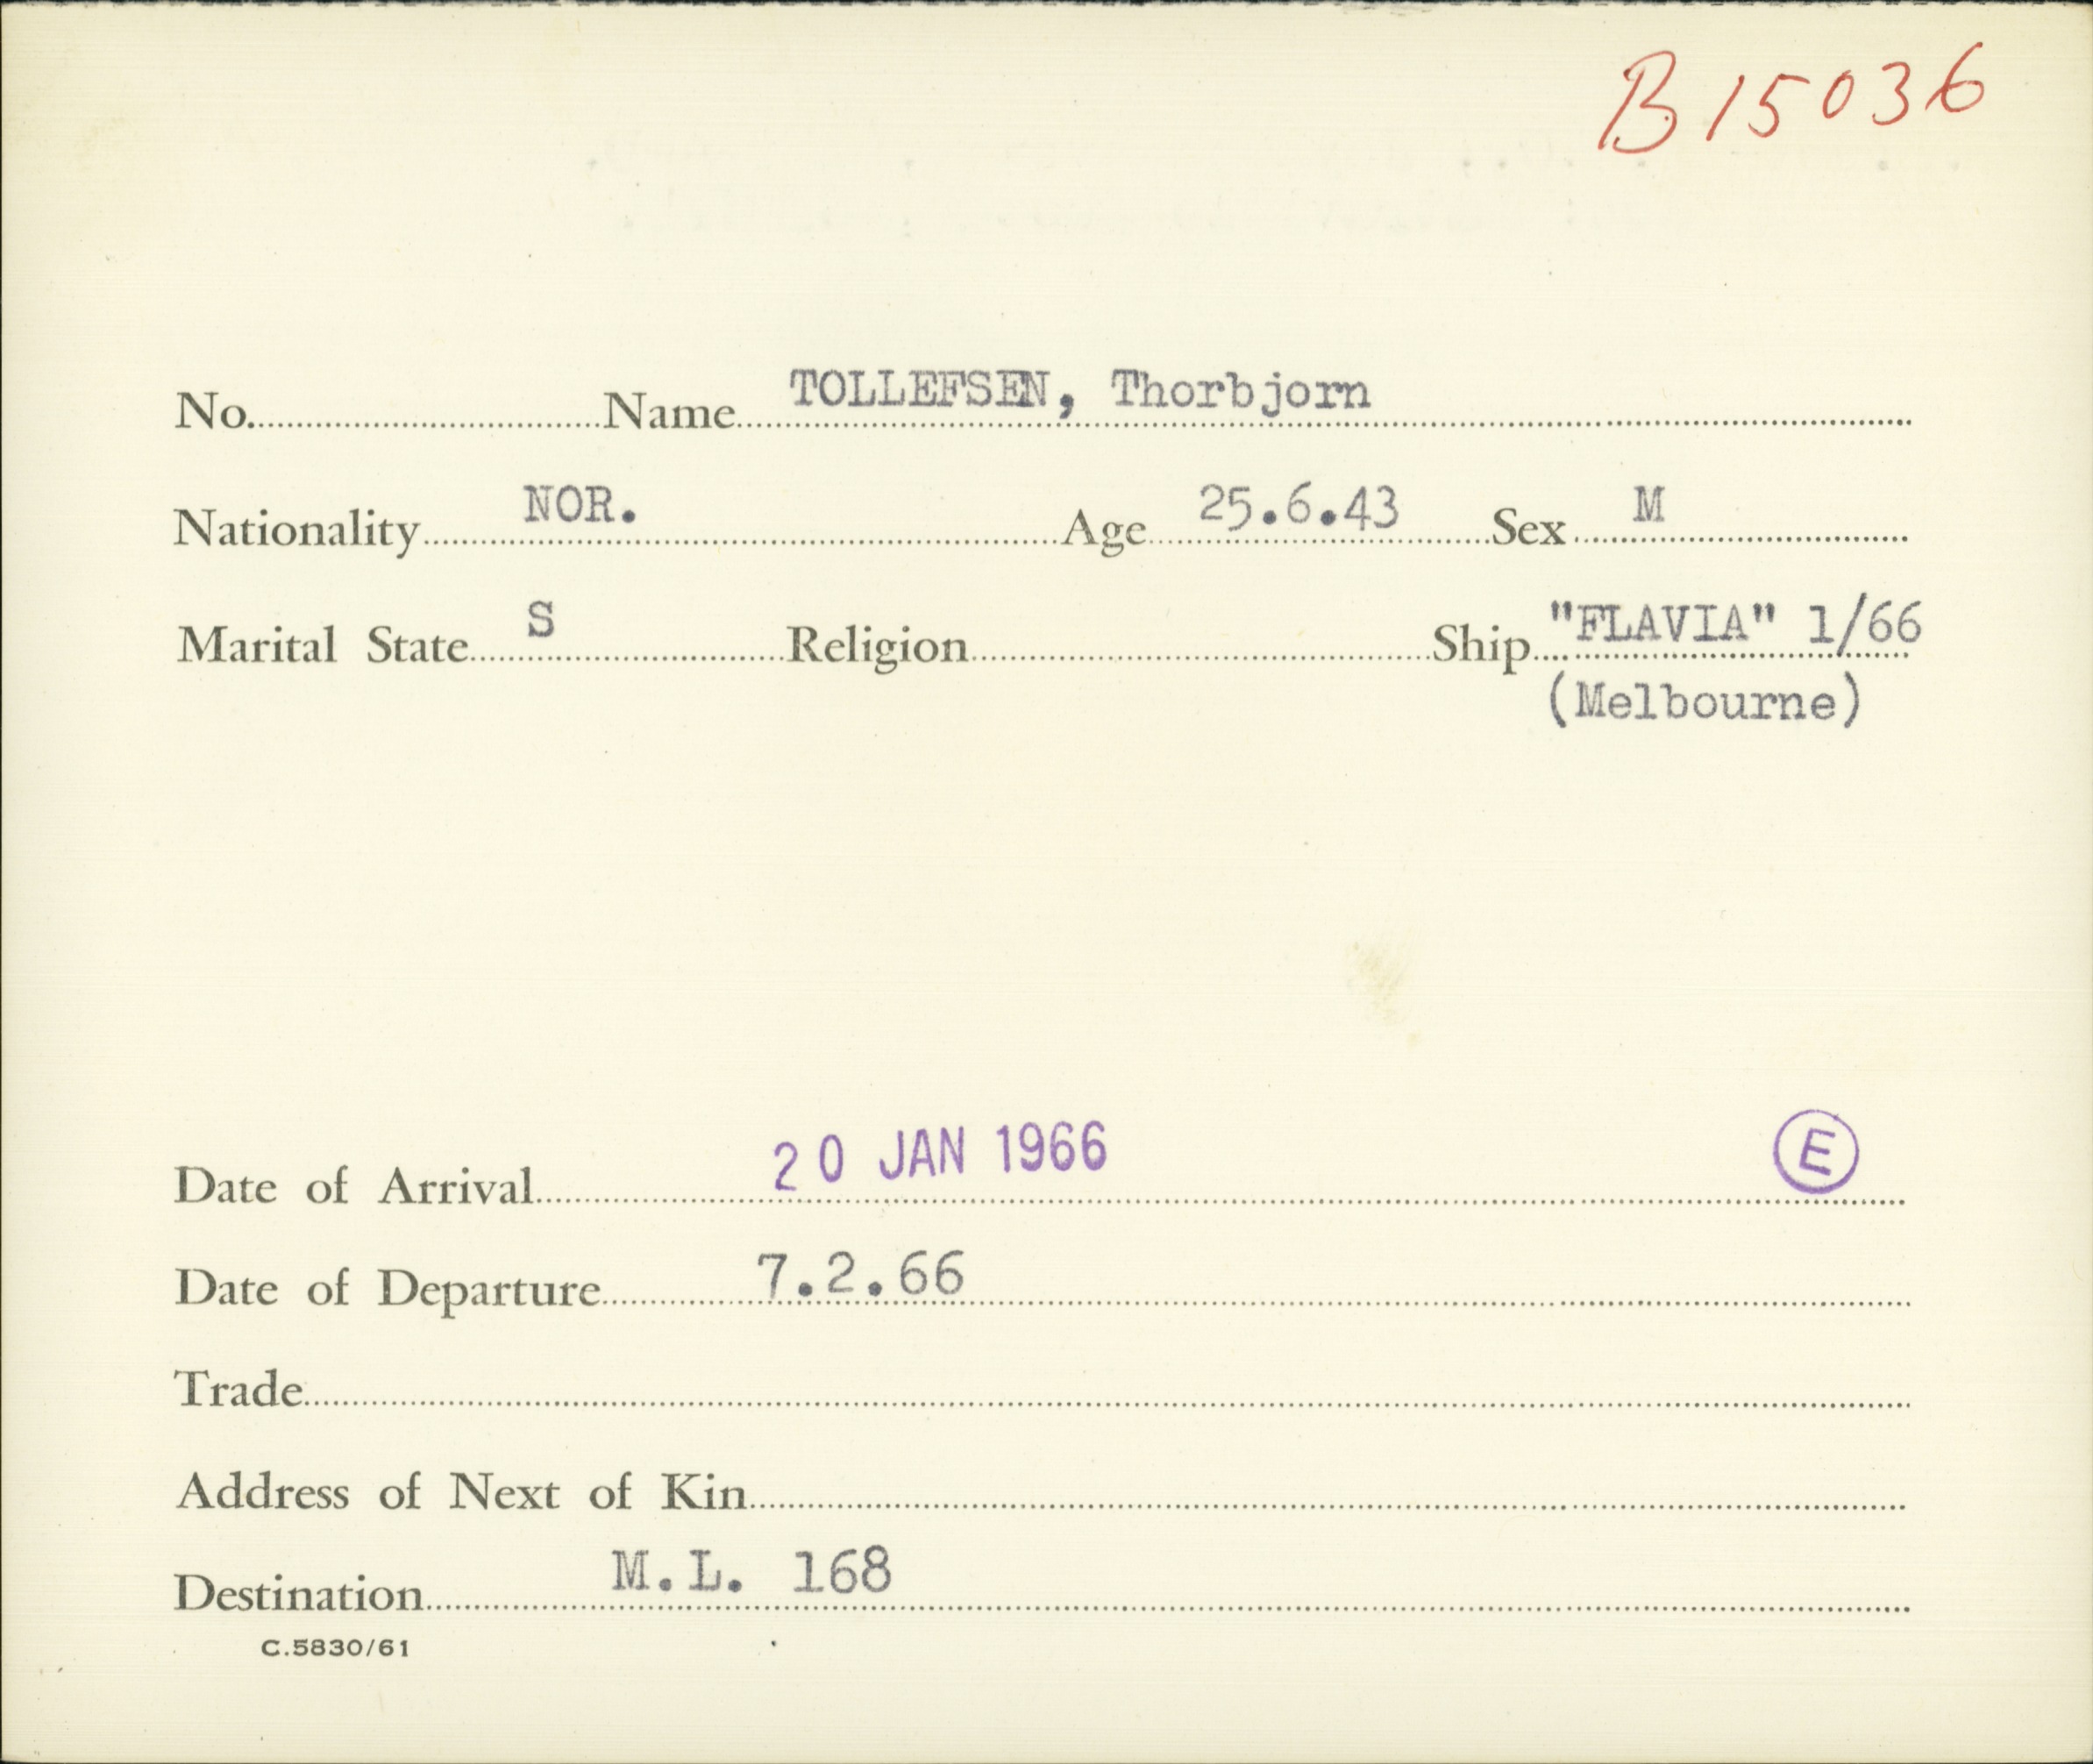 B15036
No. Name TOLLEFSEN, Thorbjorn
Nationality NOR. Age 25.6.43 Sex M
Marital State S Religion Ship "FLAVIA" 1/66
(Melbourne)
Date of Arrival 20 JAN 1966 E
Date of Departure 7.2.66
Trade
Address of Next of Kin
Destination M.L. 168
C.5830/61